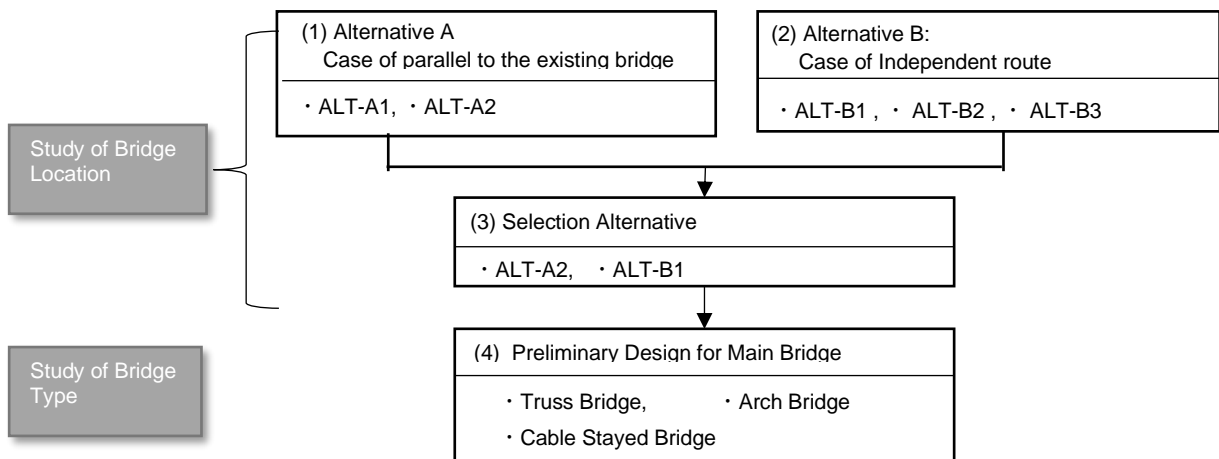 (1) Alternative A
Case of parallel to the existing bridge
・ALT-A1, ・ALT-A2
(2) Alternative B:
Case of Independent route
・ALT-B1 , ・ ALT-B2 , ・ ALT-B3
Study of Bridge
Location
(3) Selection Alternative
・ALT-A2, ・ALT-B1
Study of Bridge
Type
(4) Preliminary Design for Main Bridge
・Truss Bridge, ・Arch Bridge
・Cable Stayed Bridge